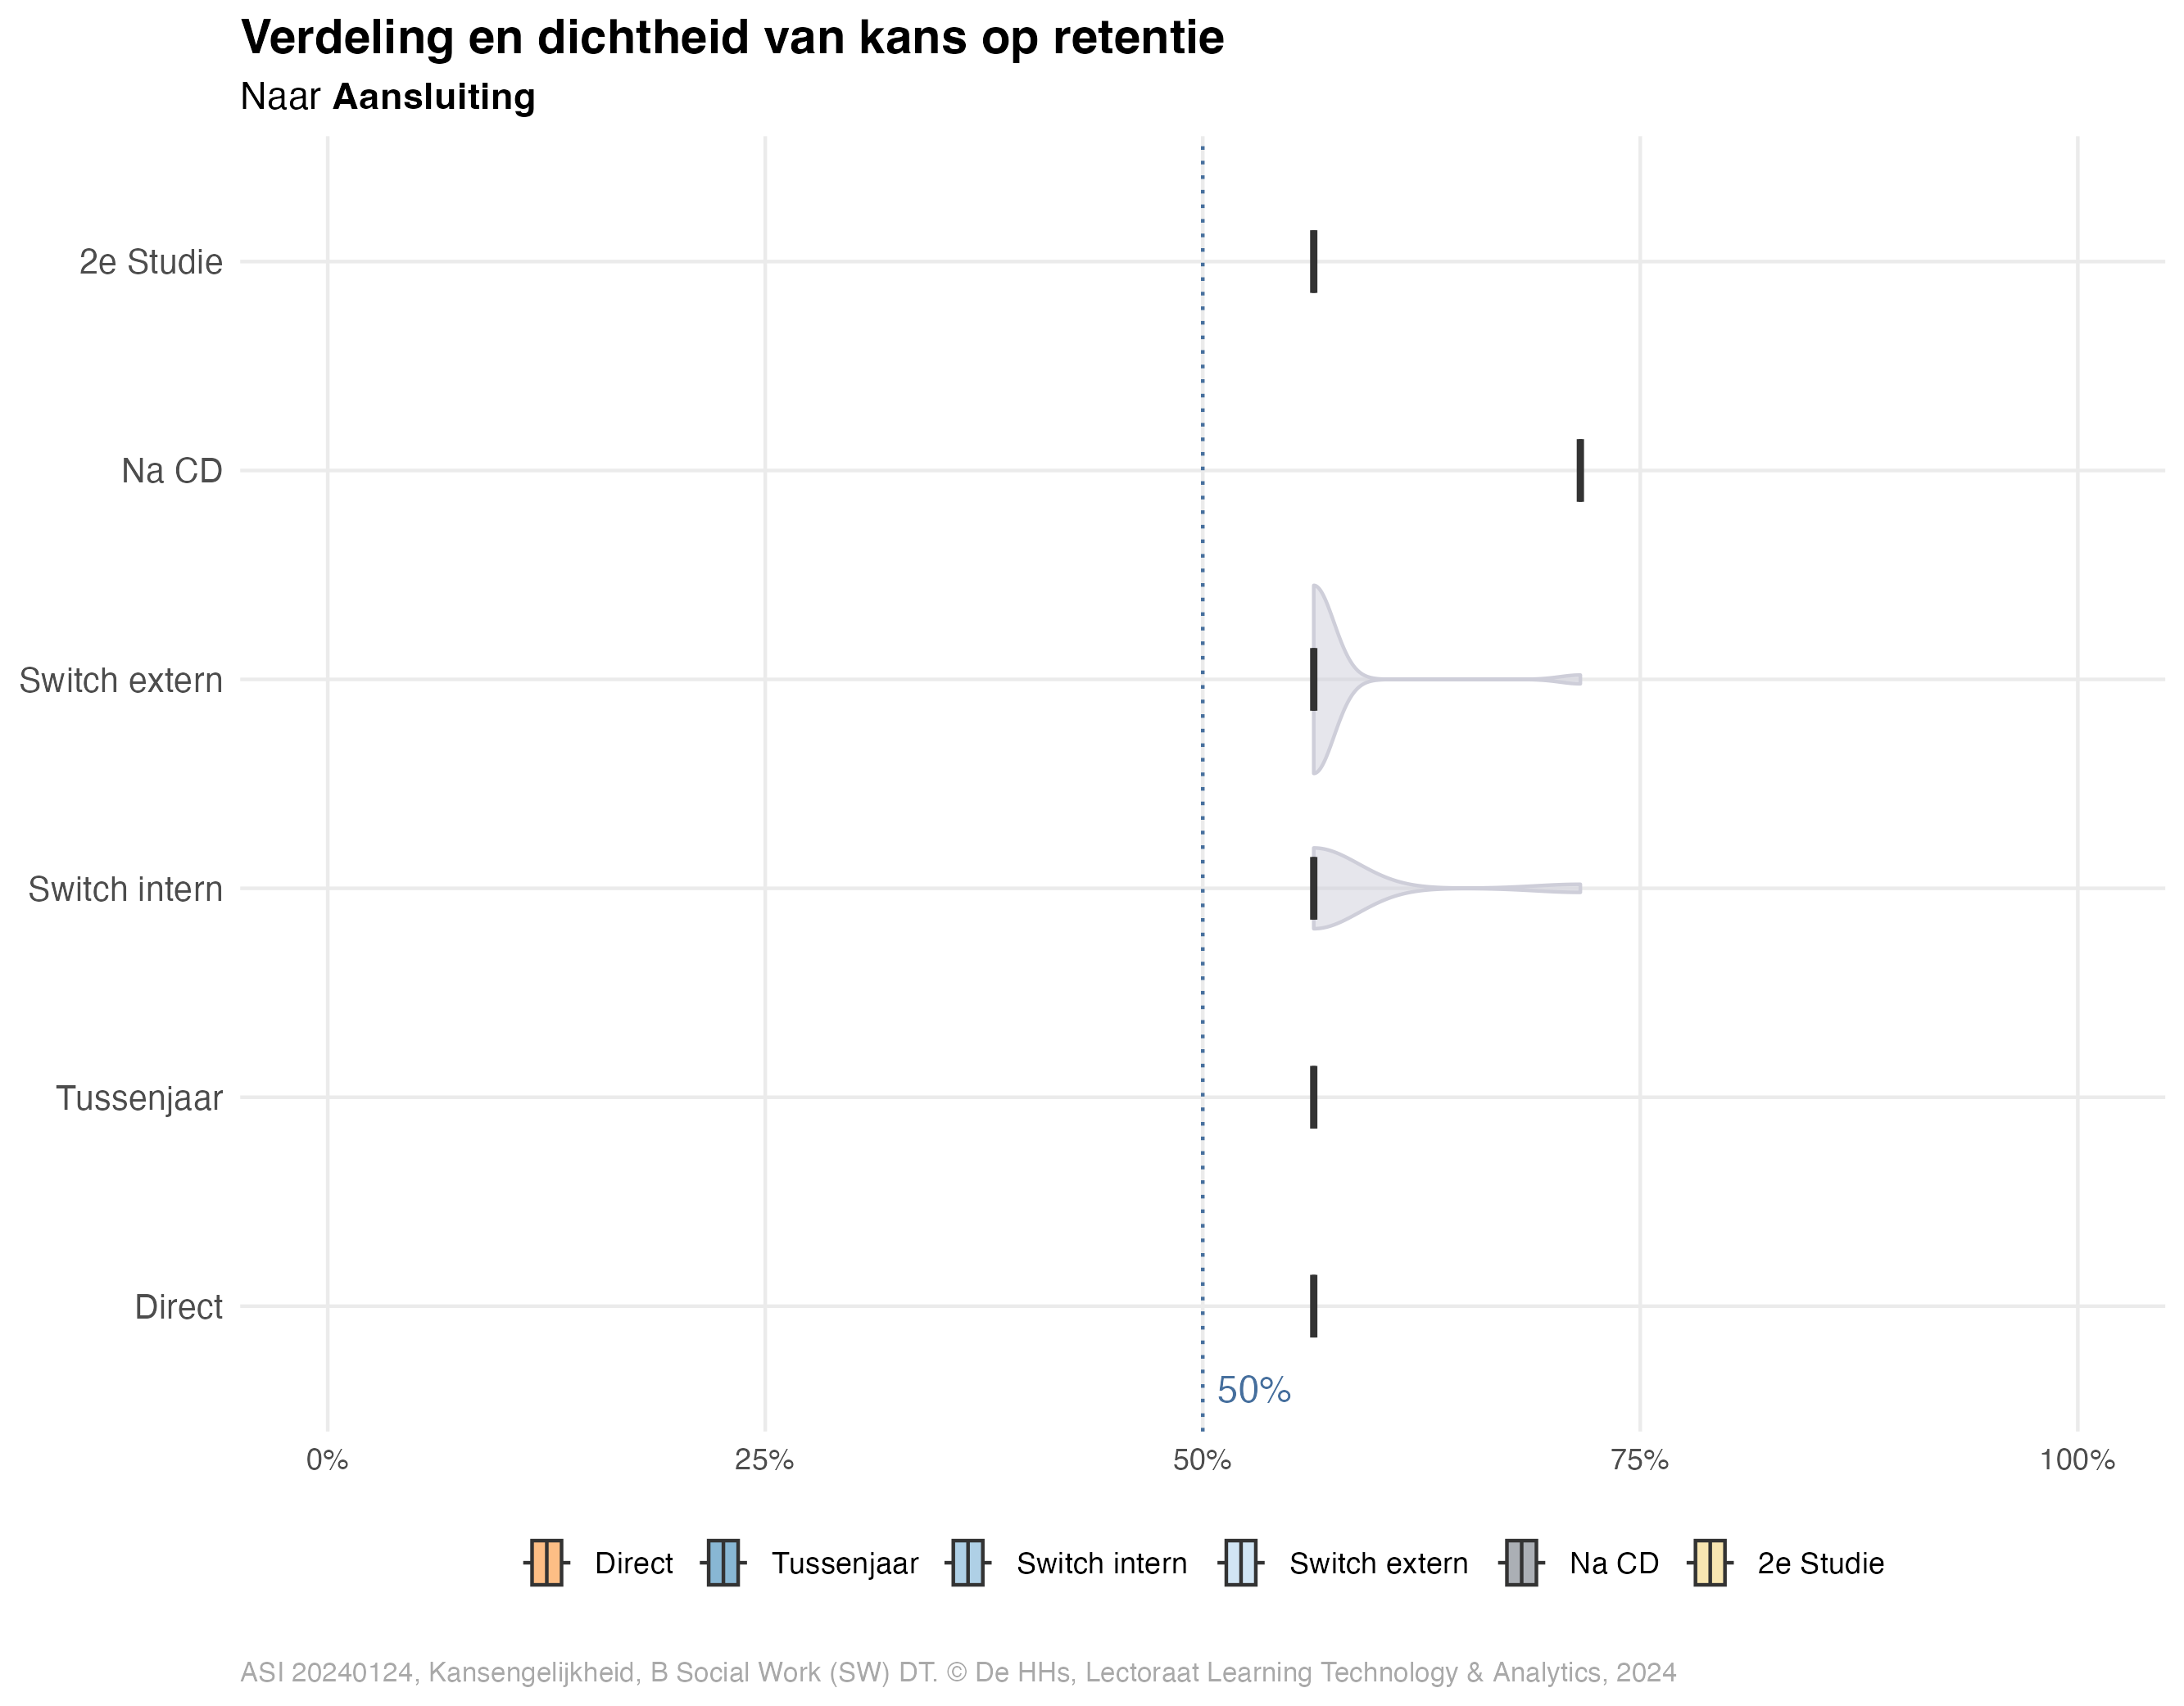 Verdeling en dichtheid van kans op retentie
Naar Aansluiting
2e Studie
Na CD
Switch extern
Switch intern
Tussenjaar
Direct
50%
0% 25% 50% 75% 100%
Direct Tussenjaar Switch intern Switch extern Na CD 2e Studie
ASI 20240124, Kansengelijkheid, B Social Work (SW) DT. © De HHs, Lectoraat Learning Technology & Analytics, 2024